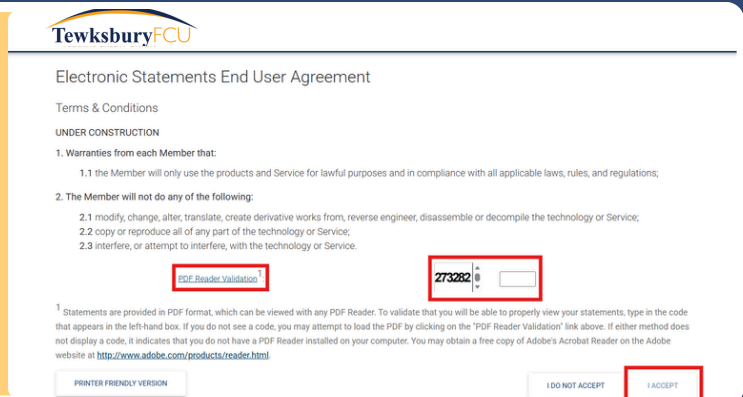 TewksburyFCU
Electronic Statements End User Agreement
Terms & Conditions
UNDER CONSTRUCTION
1. Warranties from each Member that:
1.1 the Member will only use the products and Service for lawful purposes and in compliance with all applicable laws, rules, and regulations;
2. The Member will not do any of the following:
2.1 modify, change, alter, translate, create derivative works from, reverse engineer, disassemble or decompile the technology or Service;
2.2 copy or reproduce all of any part of the technology or Service;
2.3 interfere, or attempt to interfere, with the technology or Service.
PDF Reader Validation1. 273282
1 Statements are provided in PDF format, which can be viewed with any PDF Reader. To validate that you will be able to properly view your statements, type in the code
that appears in the left-hand box. If you do not see a code, you may attempt to load the PDF by clicking on the "PDF Reader Validation" link above. If either method does
not display a code, it indicates that you do not have a PDF Reader installed on your computer. You may obtain a free copy of Adobe's Acrobat Reader on the Adobe
website at http://www.adobe.com/products/reader.html.
PRINTER FRIENDLY VERSION I DO NOT ACCEPT I ACCEPT